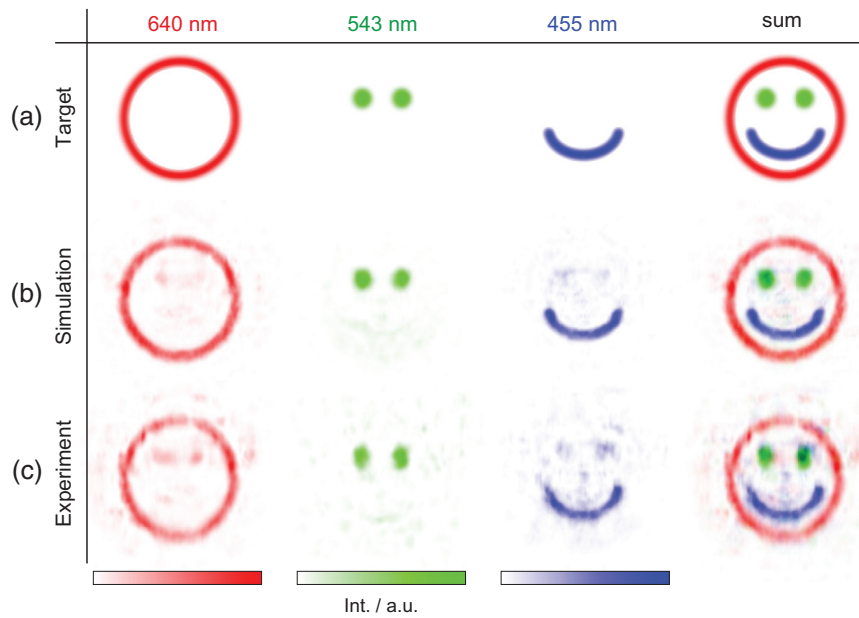 640 nm 543 nm 455 nm sum
(a) Target
(b) Simulation
(c) Experiment
Int. / a.u.